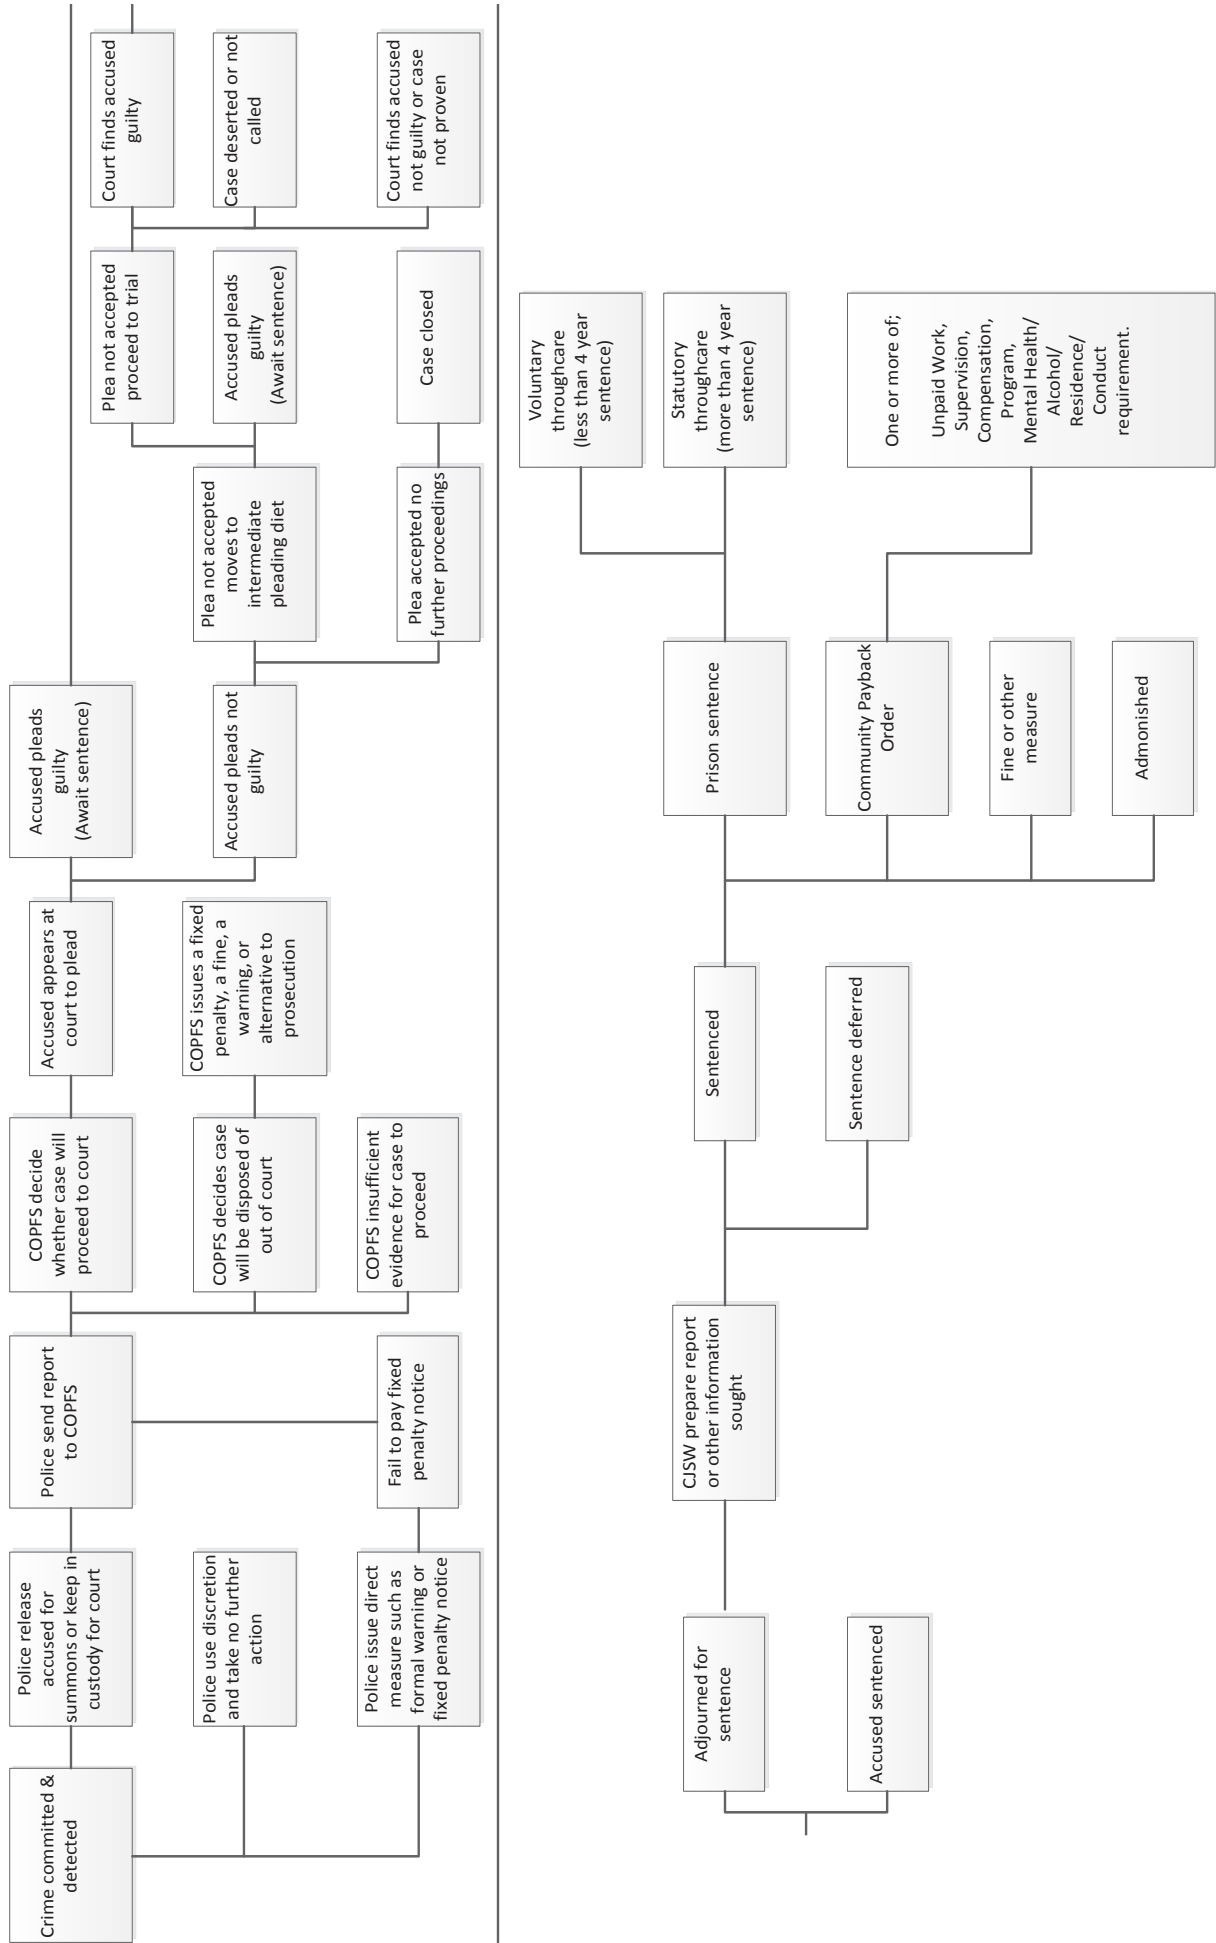 Crime committed &
detected
Police release
accused for
summons or keep in
custody for court
Police use discretion
and take no further
action
Police issue direct
measure such as
formal warning or
fixed penalty notice
Police send report
to COPFS
Fail to pay fixed
penalty notice
COPFS decide
whether case will
proceed to court
COPFS decides case
will be disposed of
out of court
COPFS insufficient
evidence for case to
proceed
Accused appears at
court to plead
COPFS issues a fixed
penalty, a fine, a
warning, or
alternative to
prosecution
Accused pleads
guilty
(Await sentence)
Accused pleads not
guilty
Plea not accepted
moves to
intermediate
pleading diet
Plea accepted no
further proceedings
Plea not accepted
proceed to trial
Accused pleads
guilty
(Await sentence)
Case closed
Court finds accused
guilty
Case deserted or not
called
Court finds accused
not guilty or case
not proven
Adjourned for
sentence
Accused sentenced
CJSW prepare report
or other information
sought
Sentenced
Sentence deferred
Prison sentence
Community Payback
Order
Fine or other
measure
Admonished
Voluntary
throughcare
(less than 4 year
sentence)
Statutory
throughcare
(more than 4 year
sentence)
One or more of;
Unpaid Work,
Supervision,
Compensation,
Program,
Mental Health/
Alcohol/
Residence/
Conduct
requirement.